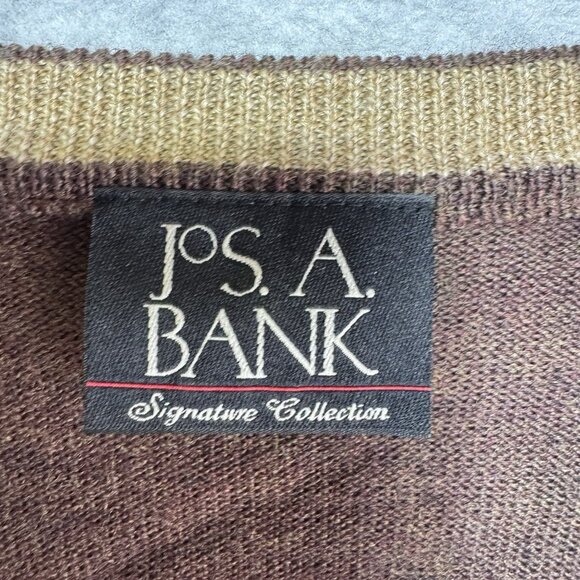 JoS. A.
BANK
Signature Collection